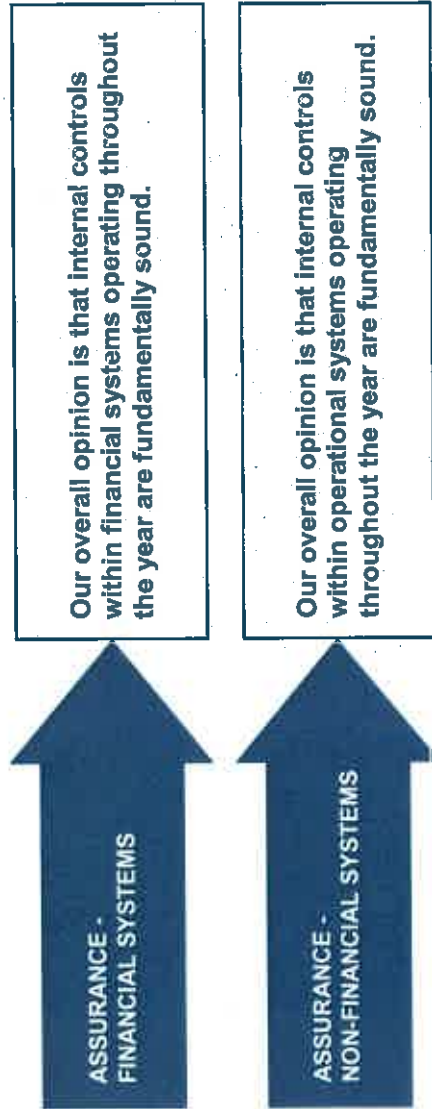 ASSURANCE -
FINANCIAL SYSTEMS
Our overall opinion is that internal controls
within financial systems operating throughout
the year are fundamentally sound.
ASSURANCE -
NON-FINANCIAL SYSTEMS
Our overall opinion is that internal controls
within operational systems operating
throughout the year are fundamentally sound.